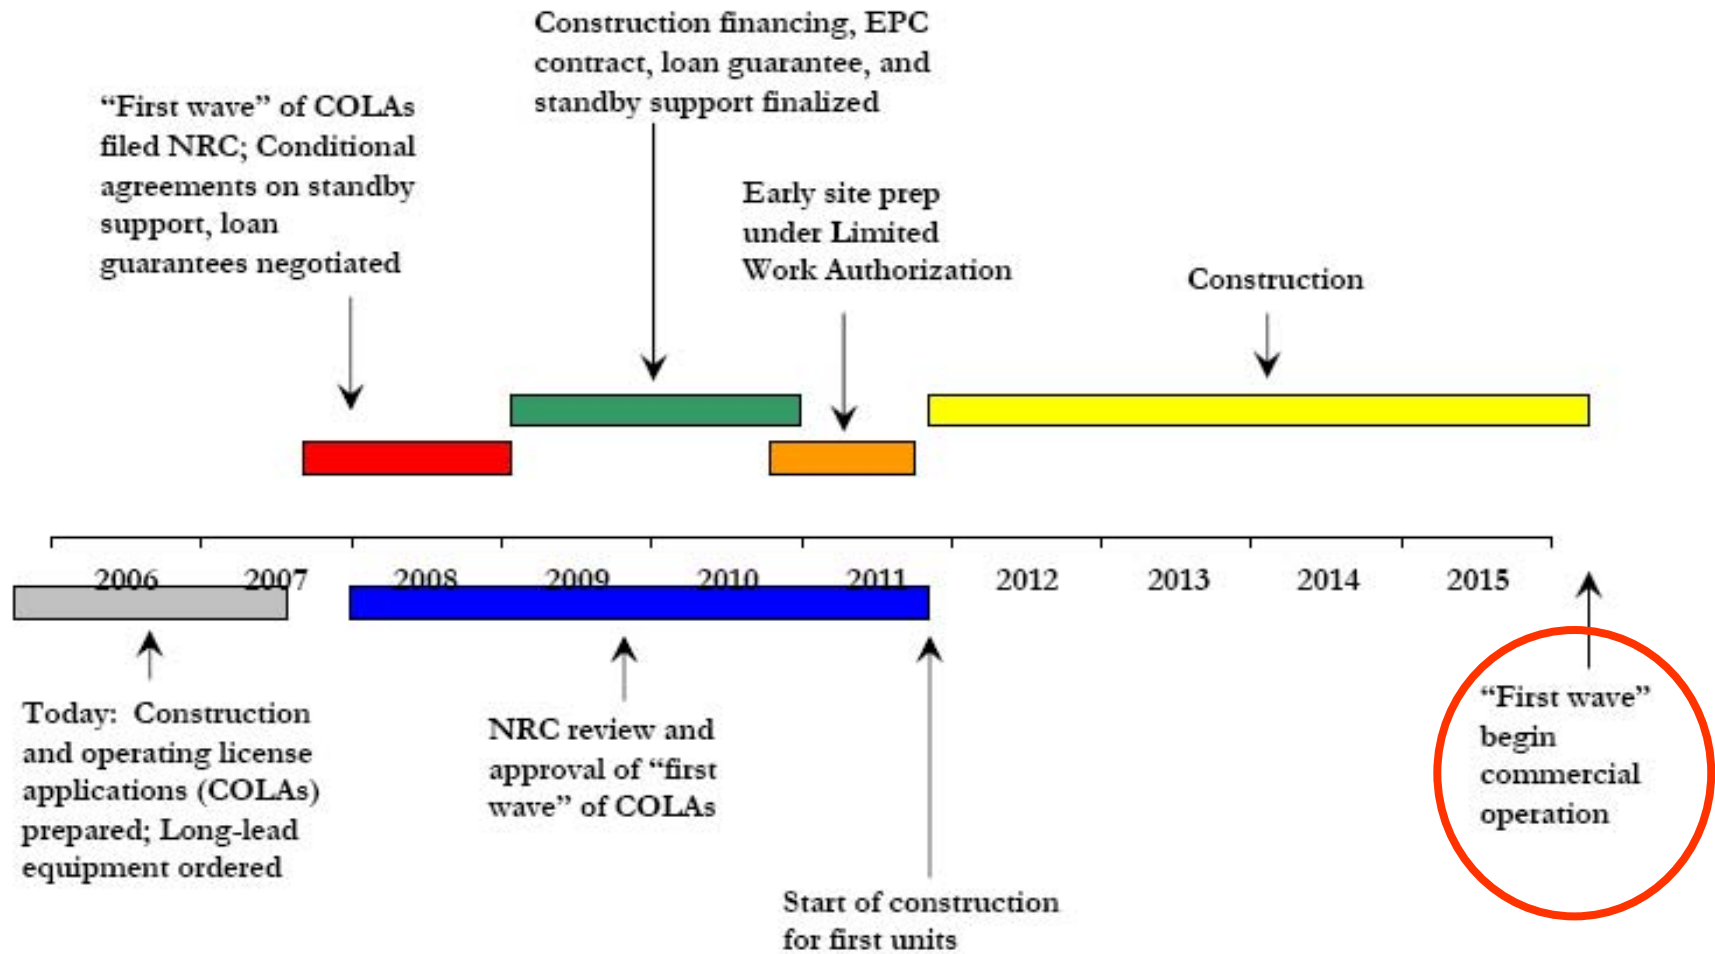 Construction financing, EPC
contract, loan guarantee, and
standby support finalized
“First wave” of COLAs
filed NRC; Conditional
agreements on standby
support, loan
guarantees negotiated
Early site prep
under Limited
Work Authorization
Construction
2006 2007 2008 2009 2010 2011 2012 2013 2014 2015
Today: Construction
and operating license
applications (COLAs)
prepared; Long-lead
equipment ordered
NRC review and
approval of “first
wave” of COLAs
Start of construction
for first units
“First wave”
begin
commercial
operation